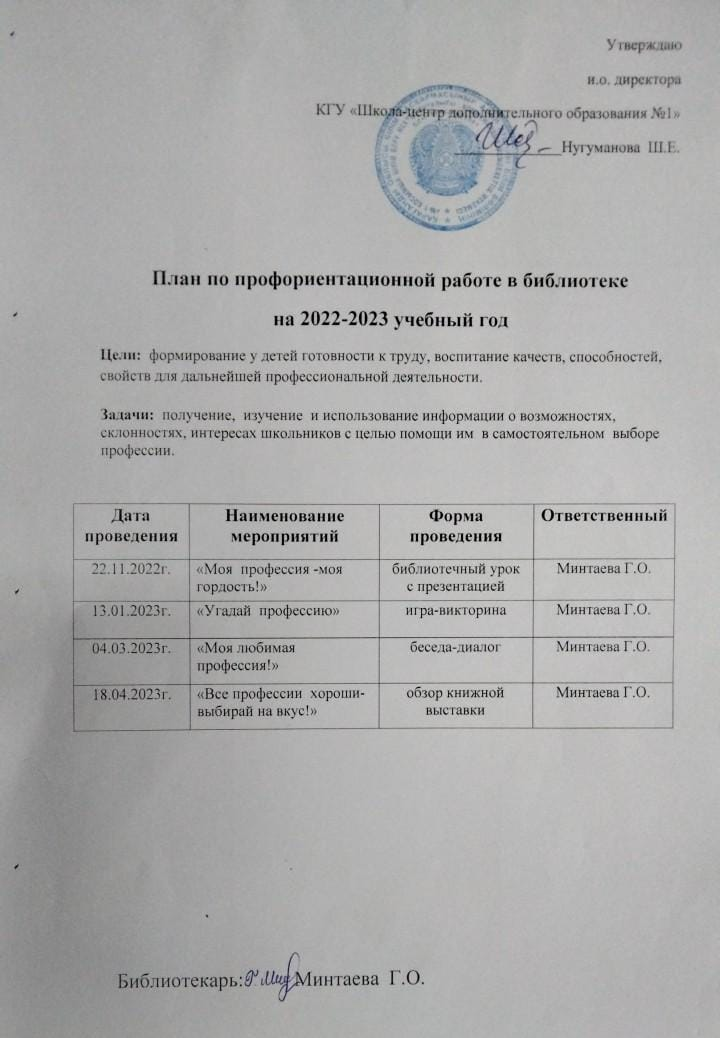 Утверждаю
и.о. директора
КГУ «Школа-центр дополнительного образования №1»
Нугуманова Ш.Е.
План по профориентационной работе в библиотеке
на 2022-2023 учебный год
Цели: формирование у детей готовности к труду, воспитание качеств, способностей,
свойств для дальнейшей профессиональной деятельности.
Задачи: получение, изучение и использование информации о возможностях,
склонностях, интересах школьников с целью помощи им в самостоятельном выборе
профессии.
Дата проведения | Наименование мероприятий | Форма проведения | Ответственный
22.11.2022г. | «Моя профессия -моя гордость!» | библиотечный урок с презентацией | Минтаева Г.О.
13.01.2023г. | «Угадай профессию» | игра-викторина | Минтаева Г.О.
04.03.2023г. | «Моя любимая профессия!» | беседа-диалог | Минтаева Г.О.
18.04.2023г. | «Все профессии хороши- выбирай на вкус!» | обзор книжной выставки | Минтаева Г.О.
Библиотекарь: Минтаева Г.О.